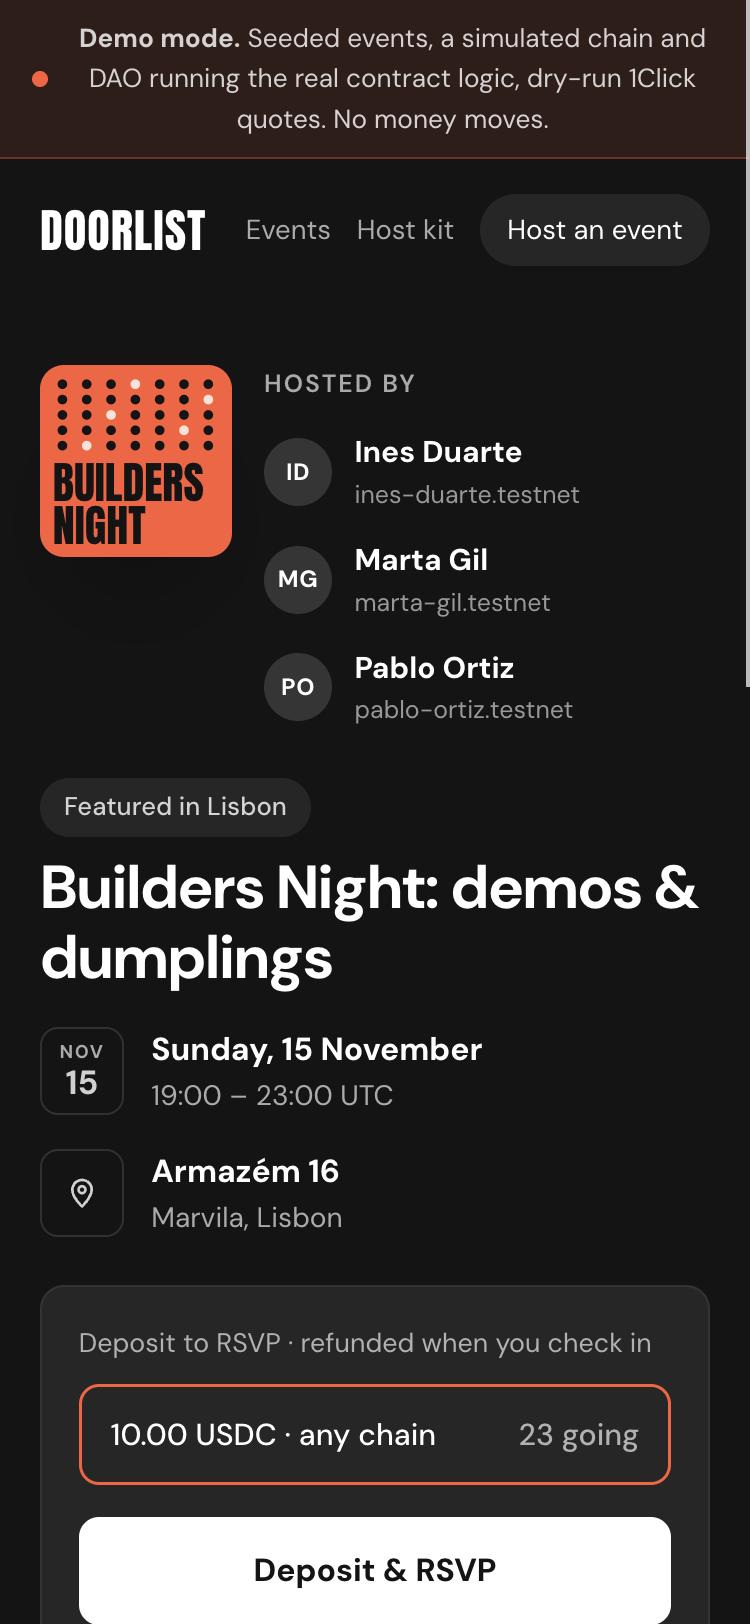 Demo mode. Seeded events, a simulated chain and
DAO running the real contract logic, dry-run 1Click
quotes. No money moves.
DOORLIST
Events
Host kit
Host an event
BUILDERS
NIGHT
HOSTED BY
ID
Ines Duarte
ines-duarte.testnet
MG
Marta Gil
marta-gil.testnet
PO
Pablo Ortiz
pablo-ortiz.testnet
Featured in Lisbon
Builders Night: demos &
dumplings
NOV
15
Sunday, 15 November
19:00 – 23:00 UTC
Armazém 16
Marvila, Lisbon
Deposit to RSVP · refunded when you check in
10.00 USDC · any chain
23 going
Deposit & RSVP